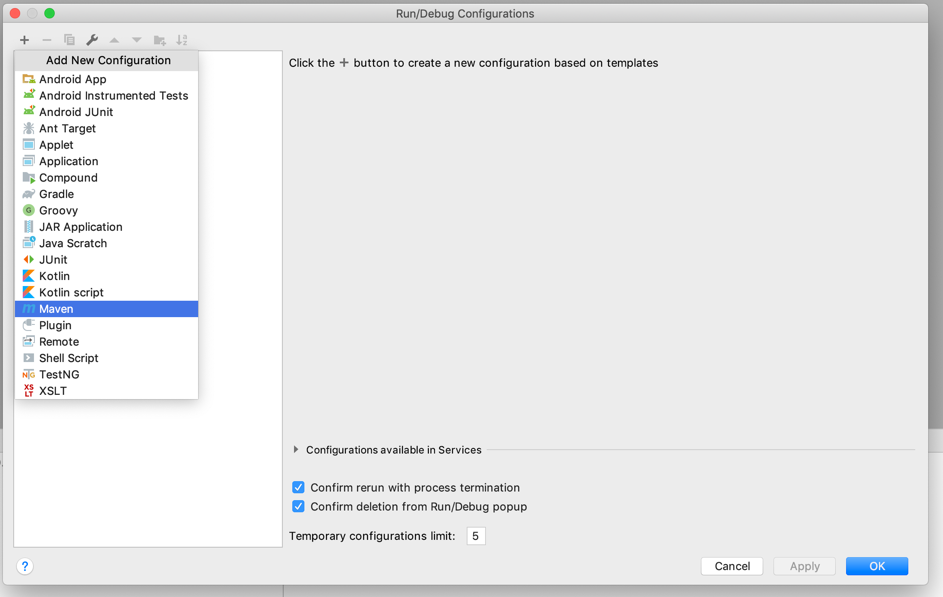 Run/Debug Configurations
Add New Configuration
Android App
Android Instrumented Tests
Android JUnit
Ant Target
Applet
Application
Compound
Gradle
Groovy
JAR Application
Java Scratch
JUnit
Kotlin
Kotlin script
Maven
Plugin
Remote
Shell Script
TestNG
XSLT
Click the + button to create a new configuration based on templates
Configurations available in Services
Confirm rerun with process termination
Confirm deletion from Run/Debug popup
Temporary configurations limit: 5
? Cancel Apply OK